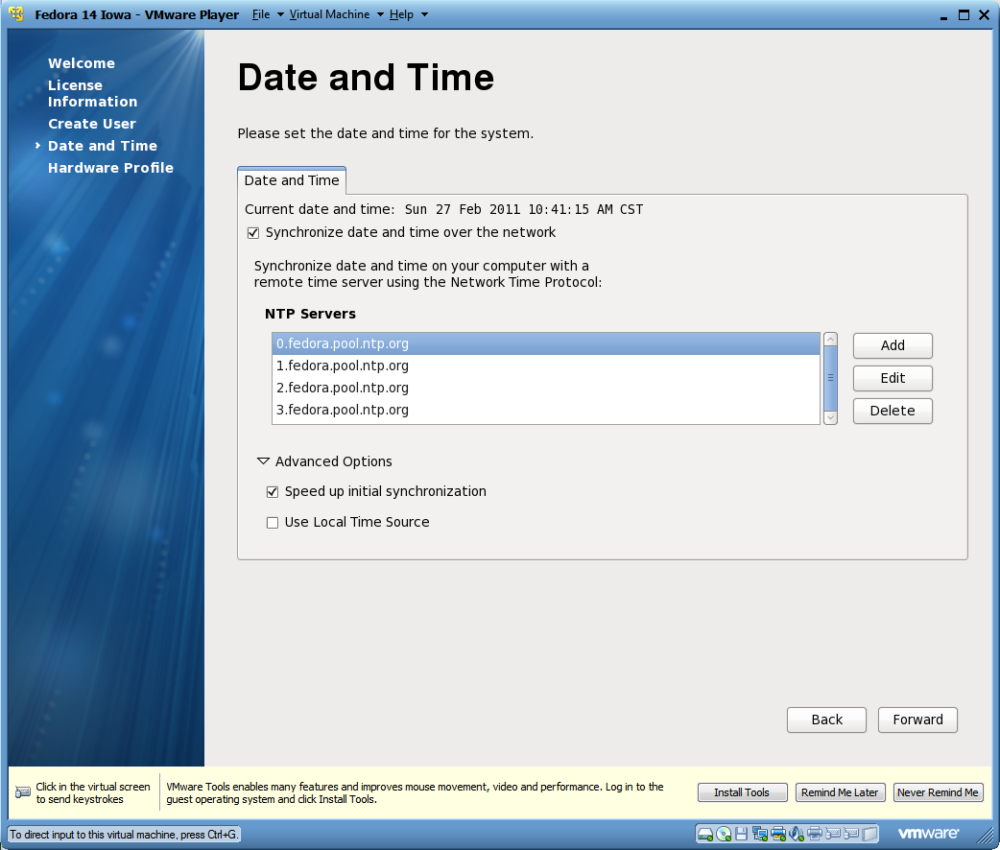 Fedora 14 Iowa - VMware Player File Virtual Machine Help
Welcome
License
Information
Create User
Date and Time
Hardware Profile
Date and Time
Please set the date and time for the system.
Date and Time
Current date and time: Sun 27 Feb 2011 10:41:15 AM CST
Synchronize date and time over the network
Synchronize date and time on your computer with a
remote time server using the Network Time Protocol:
NTP Servers
0.fedora.pool.ntp.org
1.fedora.pool.ntp.org
2.fedora.pool.ntp.org
3.fedora.pool.ntp.org
Add
Edit
Delete
Advanced Options
Speed up initial synchronization
Use Local Time Source
Back Forward
Click in the virtual screen
to send keystrokes
VMware Tools enables many features and improves mouse movement, video and performance. Log in to the
guest operating system and click Install Tools.
Install Tools Remind Me Later Never Remind Me
To direct input to this virtual machine, press Ctrl+G.
vmware